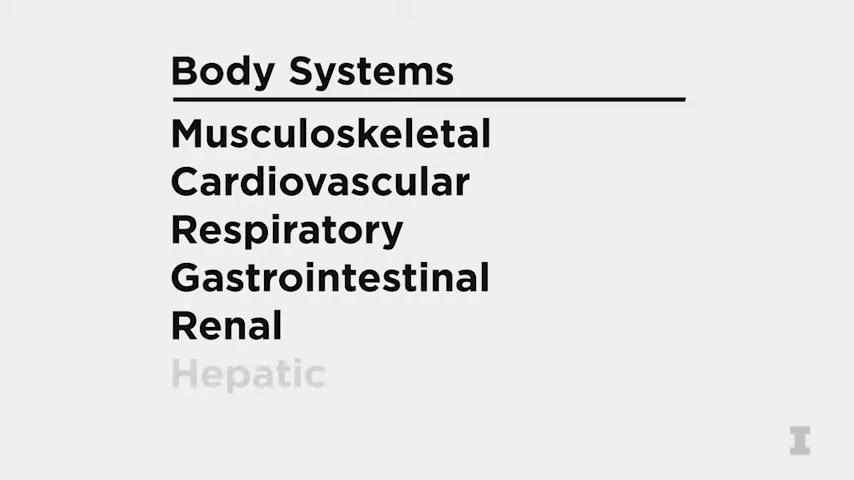 Body Systems
Musculoskeletal
Cardiovascular
Respiratory
Gastrointestinal
Renal
Hepatic
I